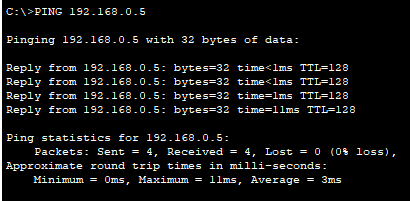 C:\>PING 192.168.0.5
Pinging 192.168.0.5 with 32 bytes of data:
Reply from 192.168.0.5: bytes=32 time<1ms TTL=128
Reply from 192.168.0.5: bytes=32 time<1ms TTL=128
Reply from 192.168.0.5: bytes=32 time=1ms TTL=128
Reply from 192.168.0.5: bytes=32 time=11ms TTL=128
Ping statistics for 192.168.0.5:
Packets: Sent = 4, Received = 4, Lost = 0 (0% loss),
Approximate round trip times in milli-seconds:
Minimum = 0ms, Maximum = 11ms, Average = 3ms